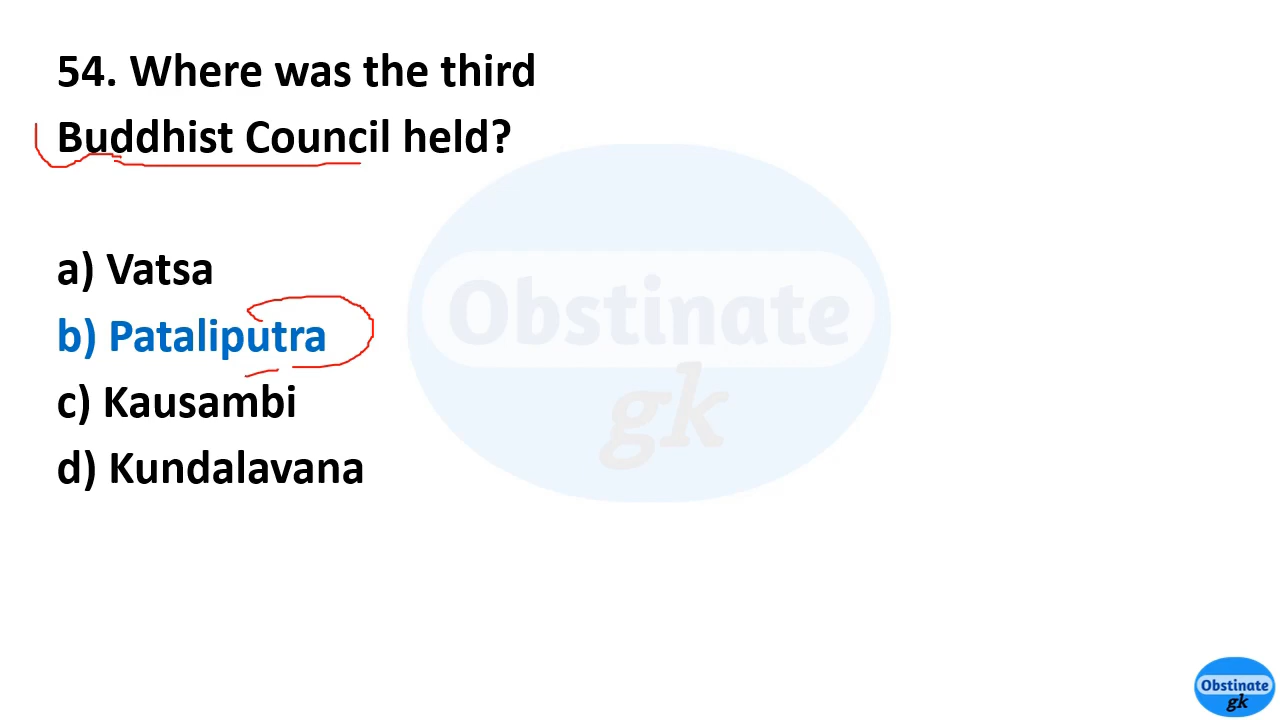 54. Where was the third
Buddhist Council held?
a) Vatsa
b) Pataliputra
c) Kausambi
d) Kundalavana
Obstinate
gk
Obstinate
gk